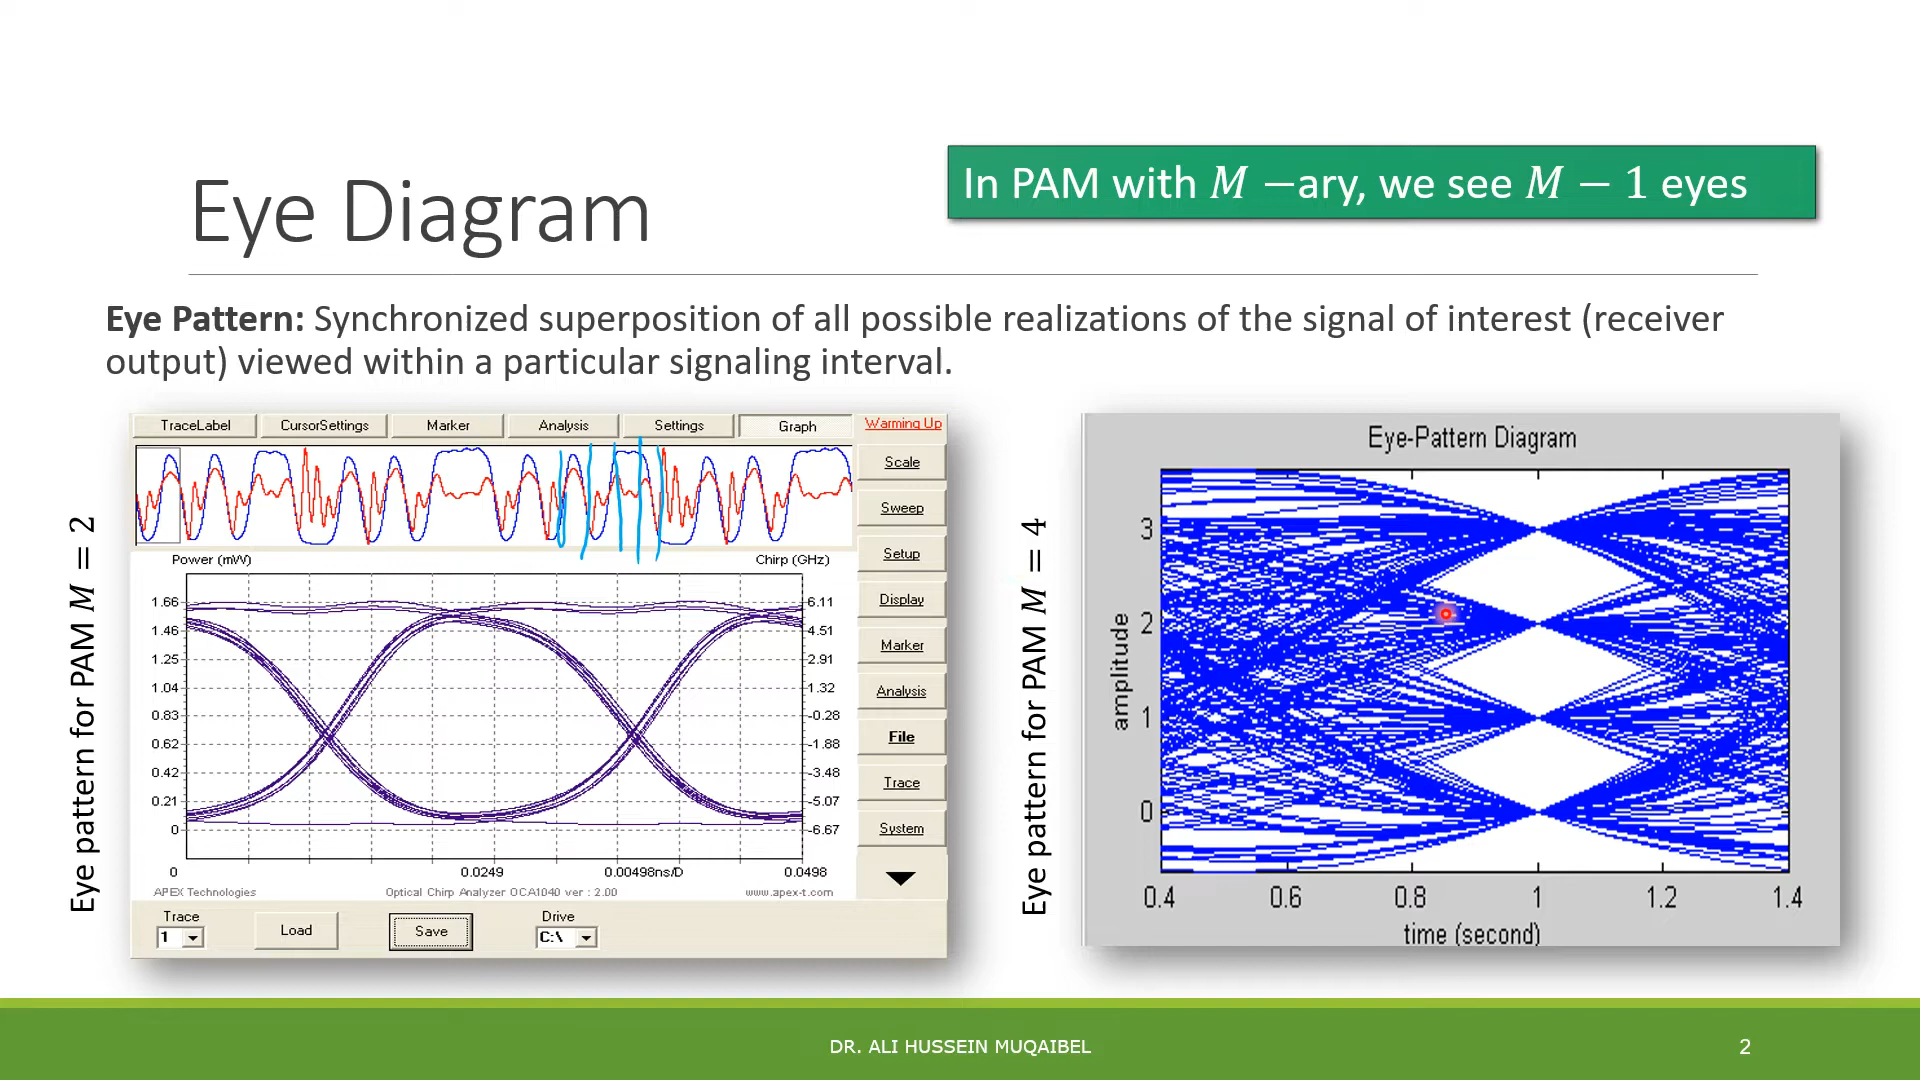 In PAM with M −ary, we see M − 1 eyes
Eye Diagram
Eye Pattern: Synchronized superposition of all possible realizations of the signal of interest (receiver
output) viewed within a particular signaling interval.
Eye pattern for PAM M = 2
TraceLabel CursorSettings Marker Analysis Settings Graph Warming Up
Scale
Sweep
Setup
Display
Marker
Analysis
File
Trace
System
Power (mW) Chirp (GHz)
1.66 6.11
1.46 4.51
1.25 2.91
1.04 1.32
0.83 -0.28
0.62 -1.88
0.42 -3.48
0.21 -5.07
0 -6.67
0 0.0249 0.00498ns/D 0.0498
APEX Technologies Optical Chirp Analyzer OCA1040 ver : 2.00 www.apex-t.com
Trace Drive
1 Load Save C:\
Eye pattern for PAM M = 4
Eye-Pattern Diagram
amplitude
3
2
1
0
0.4 0.6 0.8 1 1.2 1.4
time (second)
DR. ALI HUSSEIN MUQAIBEL 2